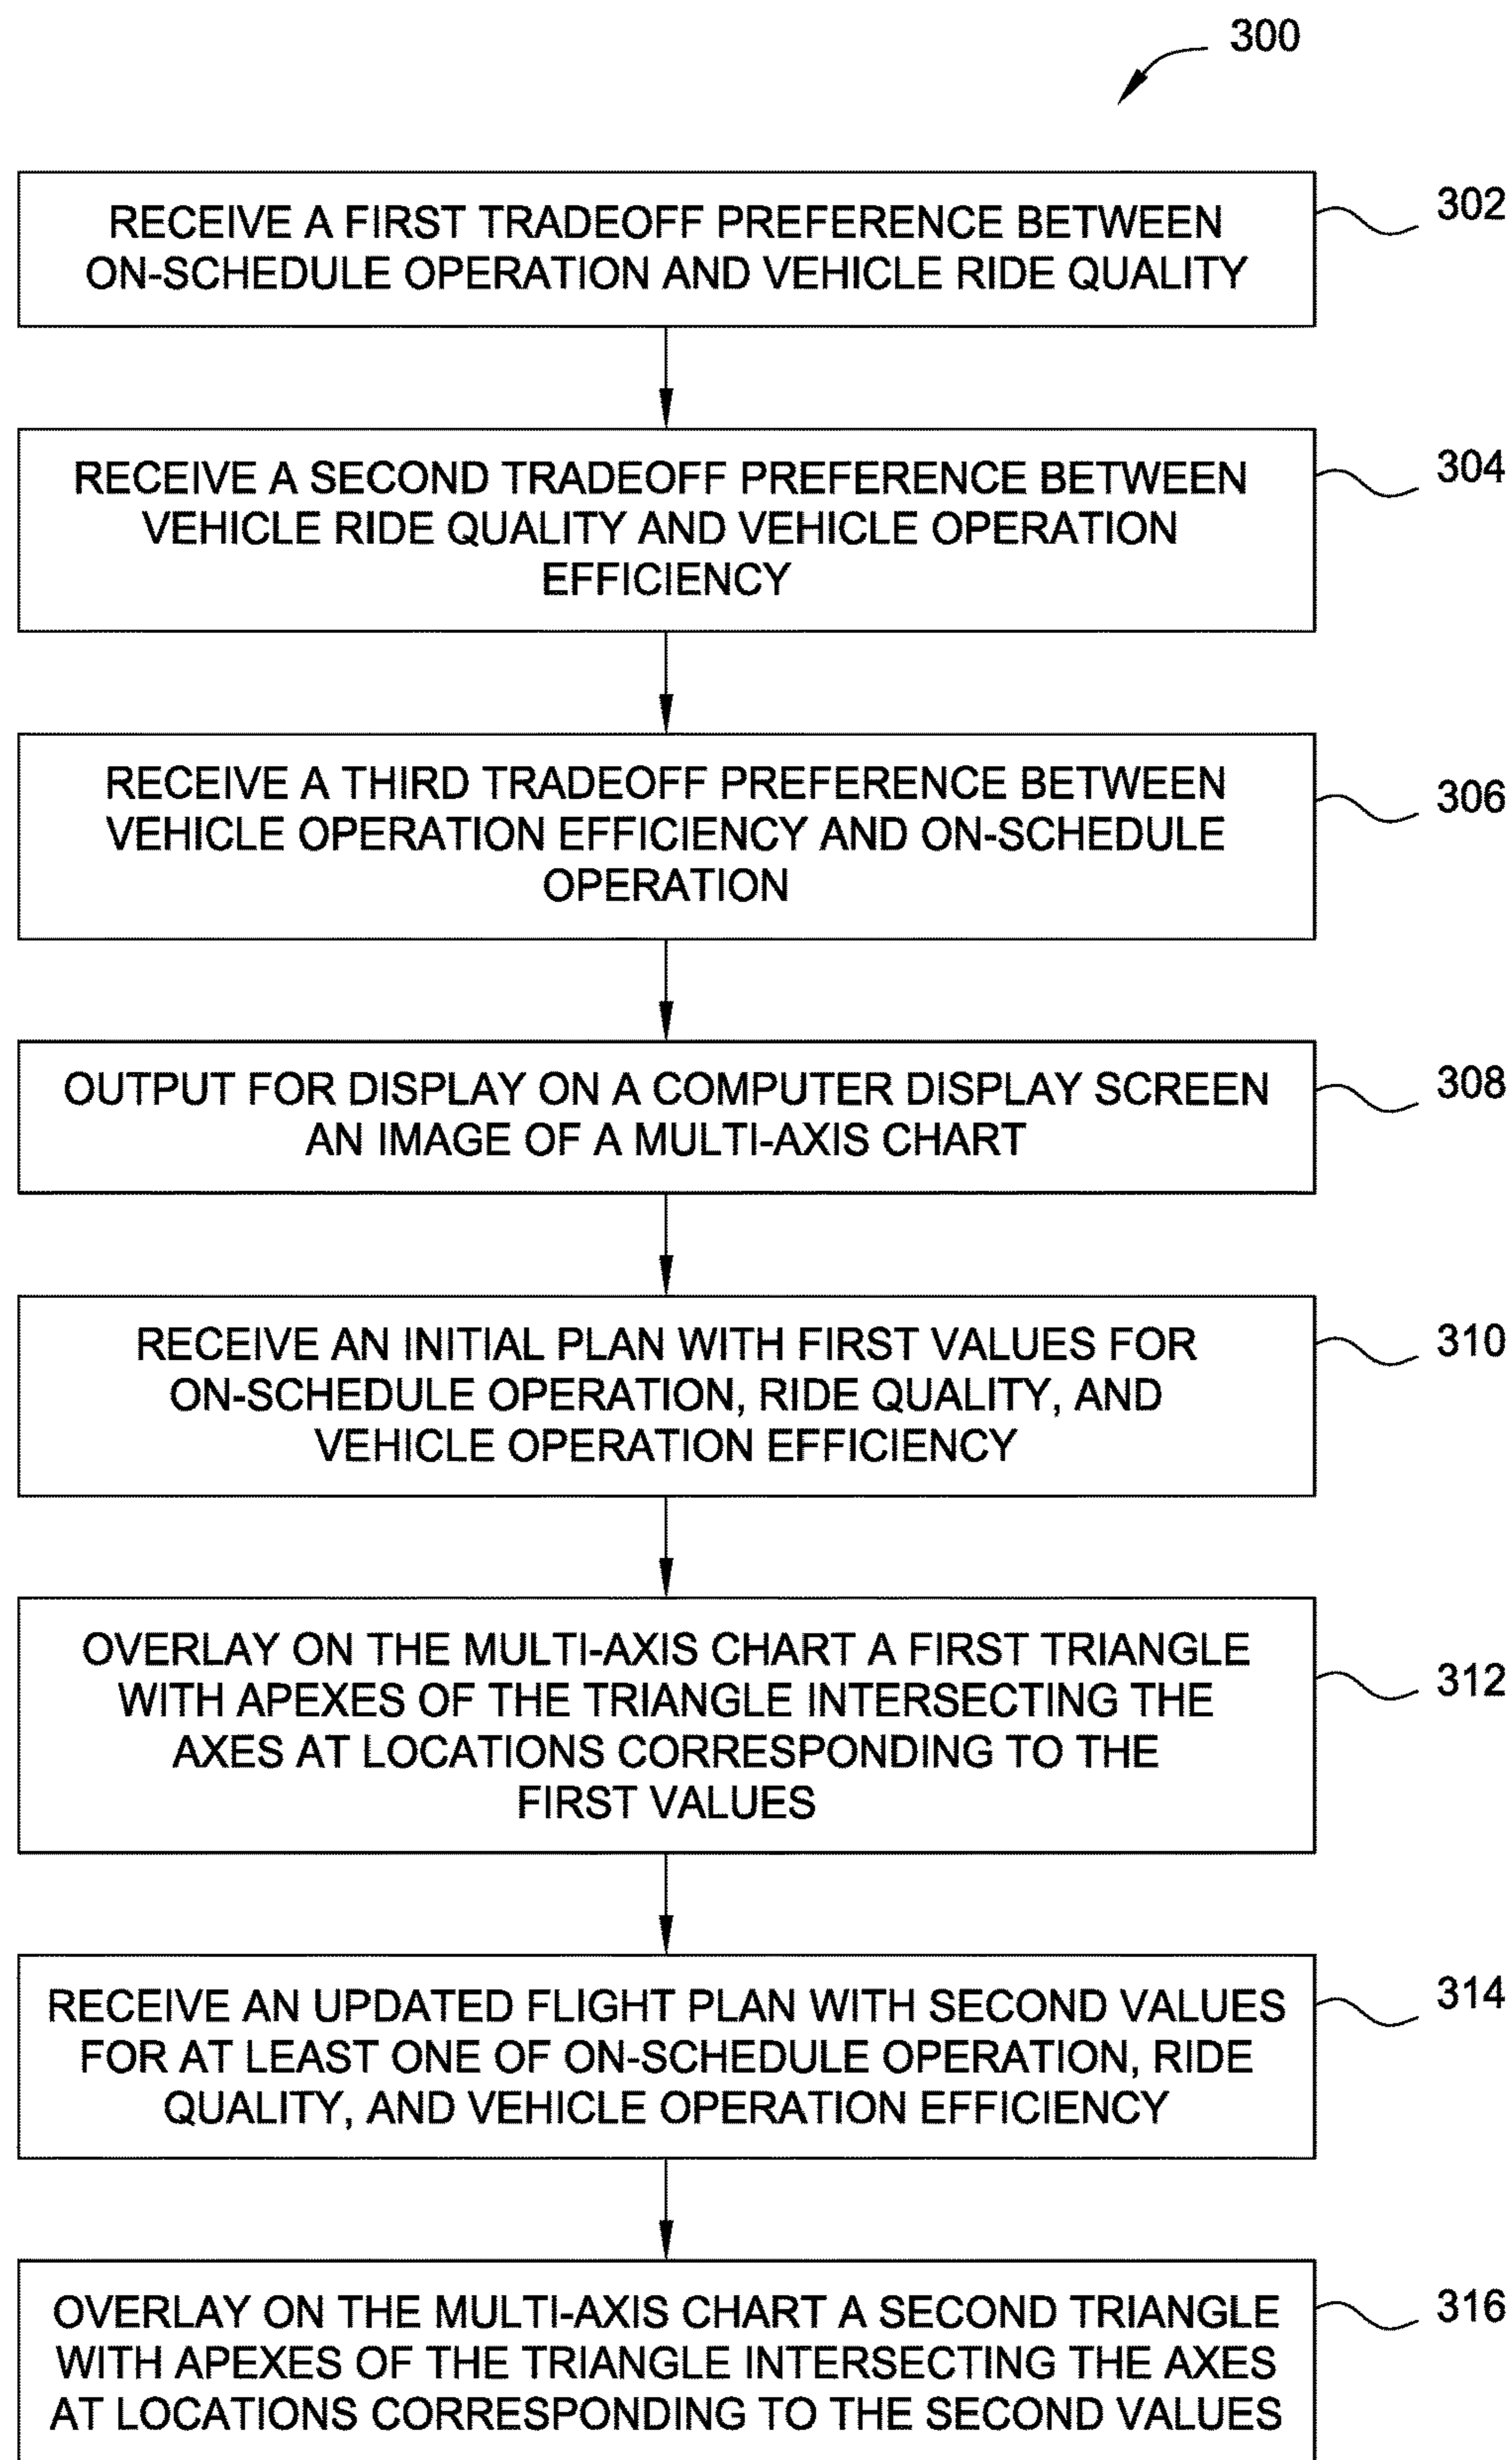 300
RECEIVE A FIRST TRADEOFF PREFERENCE BETWEEN
ON-SCHEDULE OPERATION AND VEHICLE RIDE QUALITY
302
RECEIVE A SECOND TRADEOFF PREFERENCE BETWEEN
VEHICLE RIDE QUALITY AND VEHICLE OPERATION
EFFICIENCY
304
RECEIVE A THIRD TRADEOFF PREFERENCE BETWEEN
VEHICLE OPERATION EFFICIENCY AND ON-SCHEDULE
OPERATION
306
OUTPUT FOR DISPLAY ON A COMPUTER DISPLAY SCREEN
AN IMAGE OF A MULTI-AXIS CHART
308
RECEIVE AN INITIAL PLAN WITH FIRST VALUES FOR
ON-SCHEDULE OPERATION, RIDE QUALITY, AND
VEHICLE OPERATION EFFICIENCY
310
OVERLAY ON THE MULTI-AXIS CHART A FIRST TRIANGLE
WITH APEXES OF THE TRIANGLE INTERSECTING THE
AXES AT LOCATIONS CORRESPONDING TO THE
FIRST VALUES
312
RECEIVE AN UPDATED FLIGHT PLAN WITH SECOND VALUES
FOR AT LEAST ONE OF ON-SCHEDULE OPERATION, RIDE
QUALITY, AND VEHICLE OPERATION EFFICIENCY
314
OVERLAY ON THE MULTI-AXIS CHART A SECOND TRIANGLE
WITH APEXES OF THE TRIANGLE INTERSECTING THE AXES
AT LOCATIONS CORRESPONDING TO THE SECOND VALUES
316